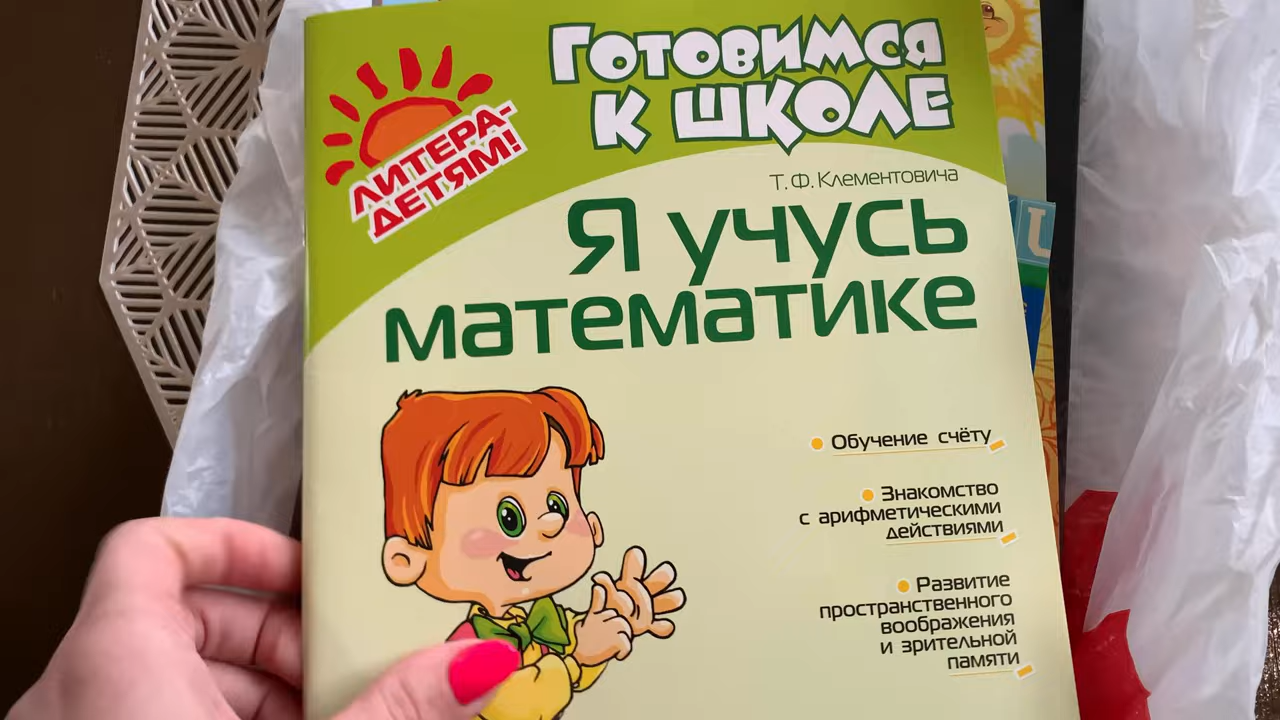 Готовимся
к школе
ЛИТЕРА-
ДЕТЯМ!
Т. Ф. Клементовича
Я учусь
математике
Обучение счёту
Знакомство
с арифметическими
действиями
Развитие
пространственного
воображения
и зрительной
памяти